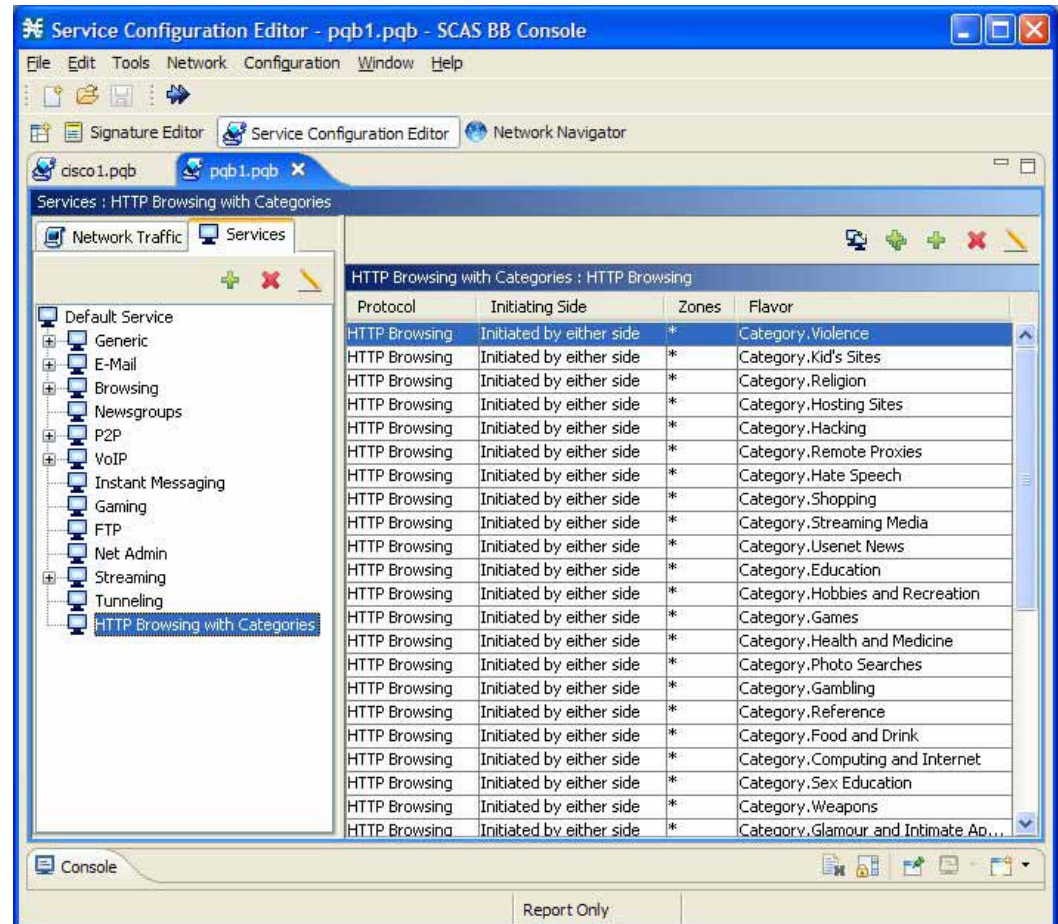 Service Configuration Editor - pqb1.pqb - SCAS BB Console
File Edit Tools Network Configuration Window Help
Signature Editor Service Configuration Editor Network Navigator
cisco1.pqb pqb1.pqb
Services : HTTP Browsing with Categories
Network Traffic Services
Default Service
Generic
E-Mail
Browsing
Newsgroups
P2P
VoIP
Instant Messaging
Gaming
FTP
Net Admin
Streaming
Tunneling
HTTP Browsing with Categories
HTTP Browsing with Categories : HTTP Browsing
Protocol Initiating Side Zones Flavor
HTTP Browsing Initiated by either side * Category.Violence
HTTP Browsing Initiated by either side * Category.Kid's Sites
HTTP Browsing Initiated by either side * Category.Religion
HTTP Browsing Initiated by either side * Category.Hosting Sites
HTTP Browsing Initiated by either side * Category.Hacking
HTTP Browsing Initiated by either side * Category.Remote Proxies
HTTP Browsing Initiated by either side * Category.Hate Speech
HTTP Browsing Initiated by either side * Category.Shopping
HTTP Browsing Initiated by either side * Category.Streaming Media
HTTP Browsing Initiated by either side * Category.Usenet News
HTTP Browsing Initiated by either side * Category.Education
HTTP Browsing Initiated by either side * Category.Hobbies and Recreation
HTTP Browsing Initiated by either side * Category.Games
HTTP Browsing Initiated by either side * Category.Health and Medicine
HTTP Browsing Initiated by either side * Category.Photo Searches
HTTP Browsing Initiated by either side * Category.Gambling
HTTP Browsing Initiated by either side * Category.Reference
HTTP Browsing Initiated by either side * Category.Food and Drink
HTTP Browsing Initiated by either side * Category.Computing and Internet
HTTP Browsing Initiated by either side * Category.Sex Education
HTTP Browsing Initiated by either side * Category.Weapons
HTTP Browsing Initiated by either side * Category.Glamour and Intimate Ap...
Console
Report Only